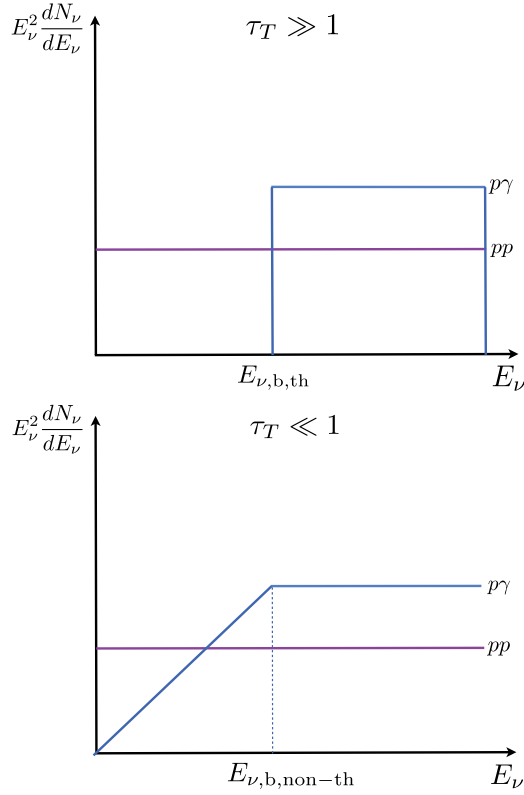 E_ν^2 dN_ν/dE_ν
τ_T ≫ 1
pγ
pp
E_ν,b,th
E_ν
E_ν^2 dN_ν/dE_ν
τ_T ≪ 1
pγ
pp
E_ν,b,non−th
E_ν